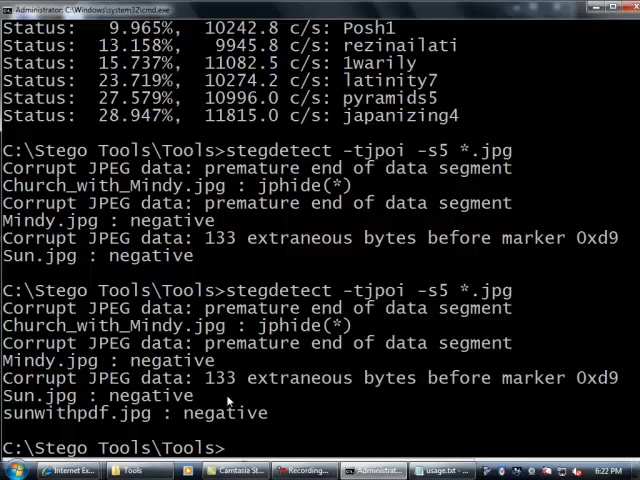 Administrator: C:\Windows\system32\cmd.exe
Status: 9.965%, 10242.8 c/s: Posh1
Status: 13.158%, 9945.8 c/s: rezinailati
Status: 15.737%, 11082.5 c/s: 1warily
Status: 23.719%, 10274.2 c/s: latinity7
Status: 27.579%, 10996.0 c/s: pyramids5
Status: 28.947%, 11815.0 c/s: japanizing4
C:\Stego Tools\Tools>stegdetect -tjpoi -s5 *.jpg
Corrupt JPEG data: premature end of data segment
Church_with_Mindy.jpg : jphide(*)
Corrupt JPEG data: premature end of data segment
Mindy.jpg : negative
Corrupt JPEG data: 133 extraneous bytes before marker 0xd9
Sun.jpg : negative
C:\Stego Tools\Tools>stegdetect -tjpoi -s5 *.jpg
Corrupt JPEG data: premature end of data segment
Church_with_Mindy.jpg : jphide(*)
Corrupt JPEG data: premature end of data segment
Mindy.jpg : negative
Corrupt JPEG data: 133 extraneous bytes before marker 0xd9
Sun.jpg : negative
sunwithpdf.jpg : negative
C:\Stego Tools\Tools>
Internet Ex... Tools Camtasia St... Recording... Administrat... usage.txt - ... 6:22 PM